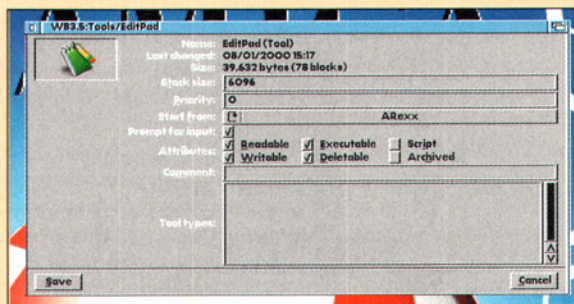 WB3.5:Tools/EditPad
Name: EditPad (Tool)
Last changed: 08/01/2000 15:17
Size: 39,632 bytes (78 blocks)
Stack size: 6096
Priority: 0
Start from: ARexx
Prompt for input:
Attributes: Readable Executable Script
Writable Deletable Archived
Comment:
Tool types:
Save Cancel